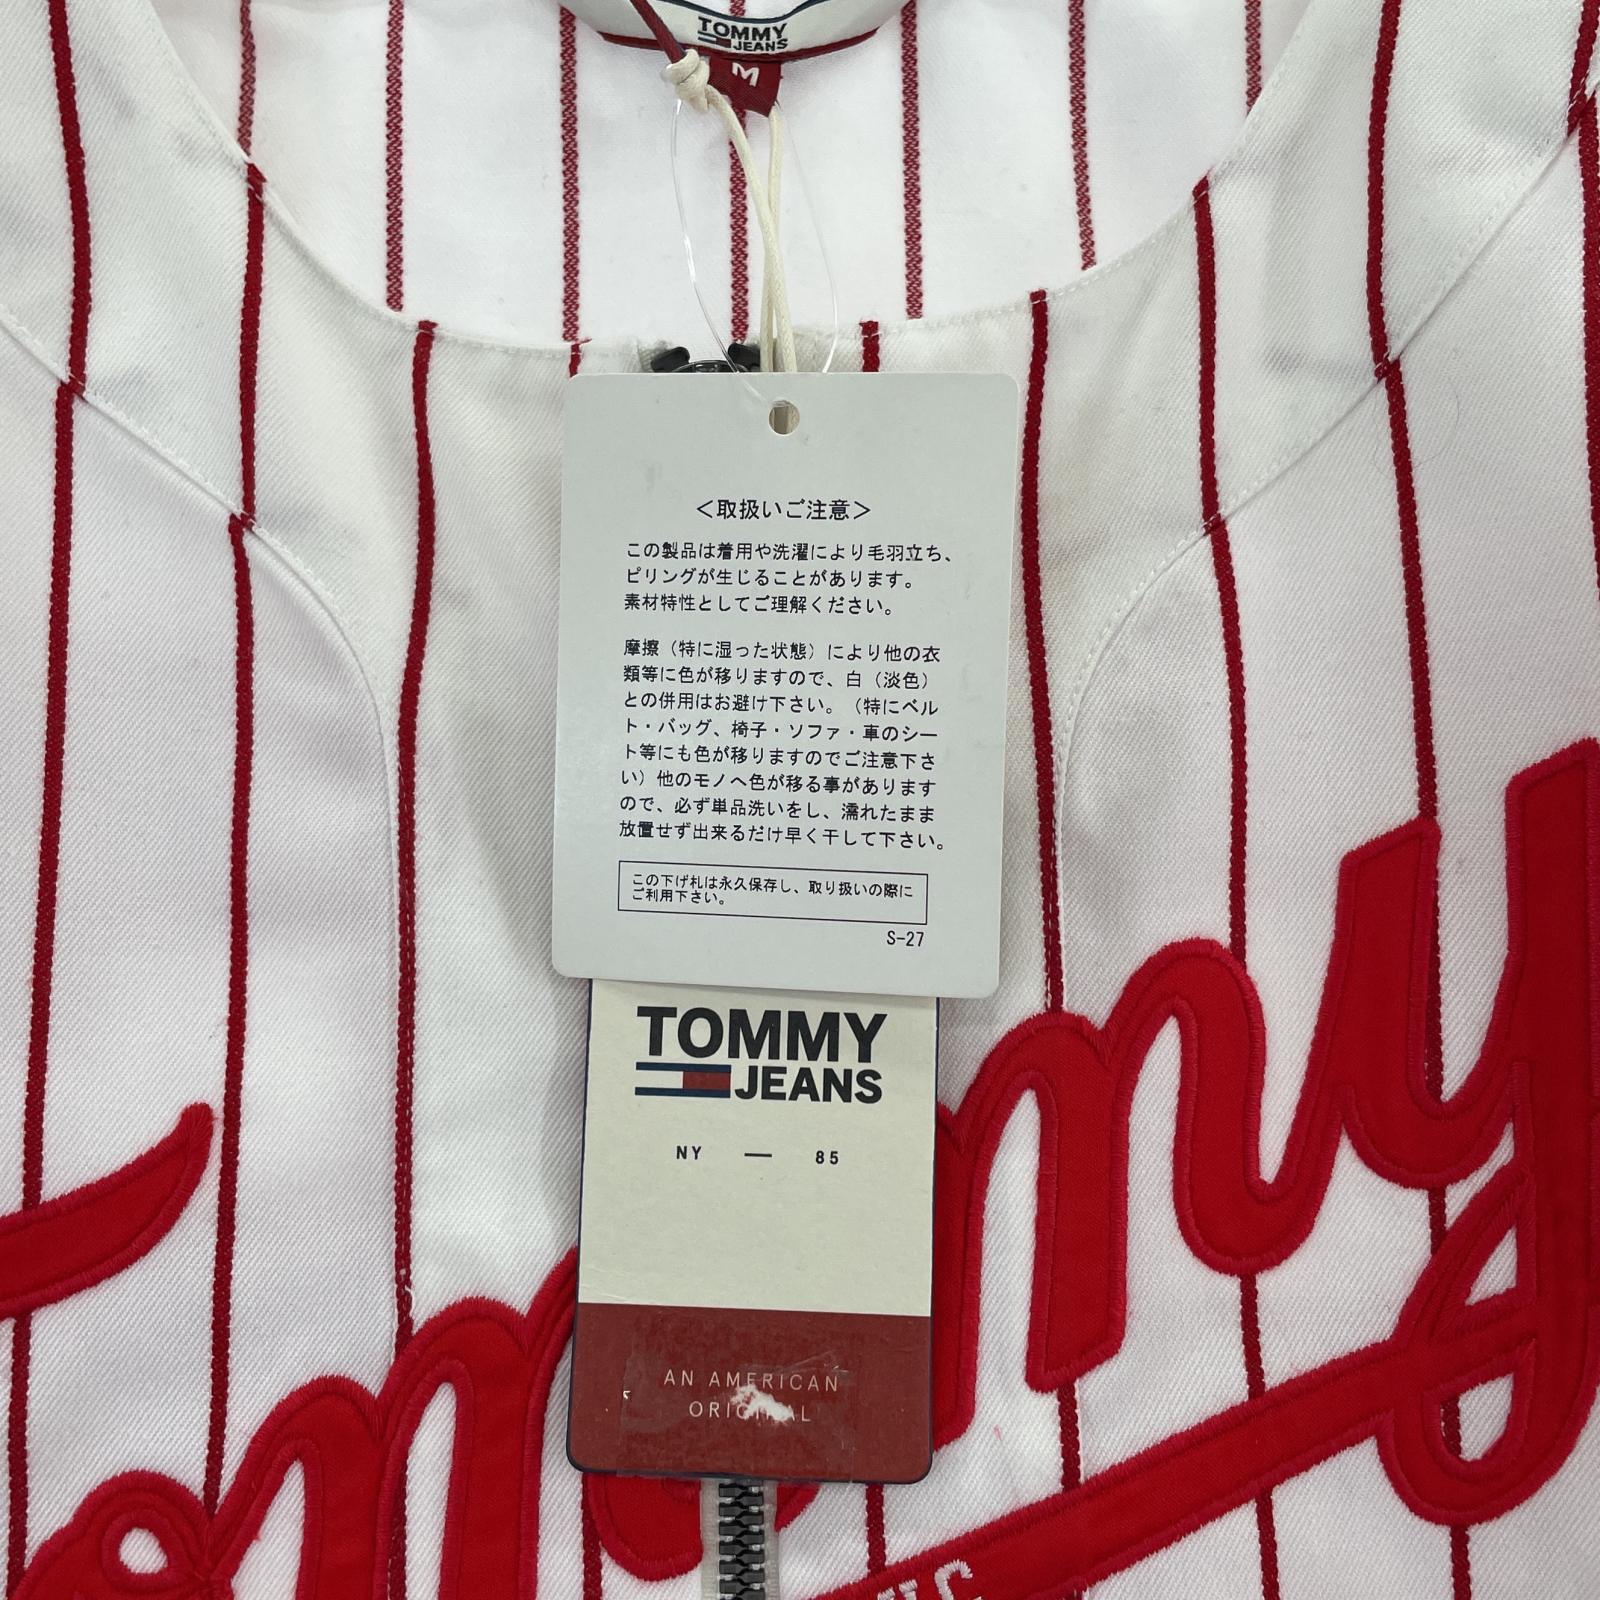 TOMMY
JEANS
M
＜取扱いご注意＞
この製品は着用や洗濯により毛羽立ち、
ピリングが生じることがあります。
素材特性としてご理解ください。
摩擦（特に湿った状態）により他の衣
類等に色が移りますので、白（淡色）
との併用はお避け下さい。（特にベル
ト・バッグ、椅子・ソファ・車のシー
ト等にも色が移りますのでご注意下さ
い）他のモノへ色が移る事があります
ので、必ず単品洗いをし、濡れたまま
放置せず出来るだけ早く干して下さい。
この下げ札は永久保存し、取り扱いの際に
ご利用下さい。
S-27
TOMMY
JEANS
NY — 85
AN AMERICAN
ORIGINAL
Tommy